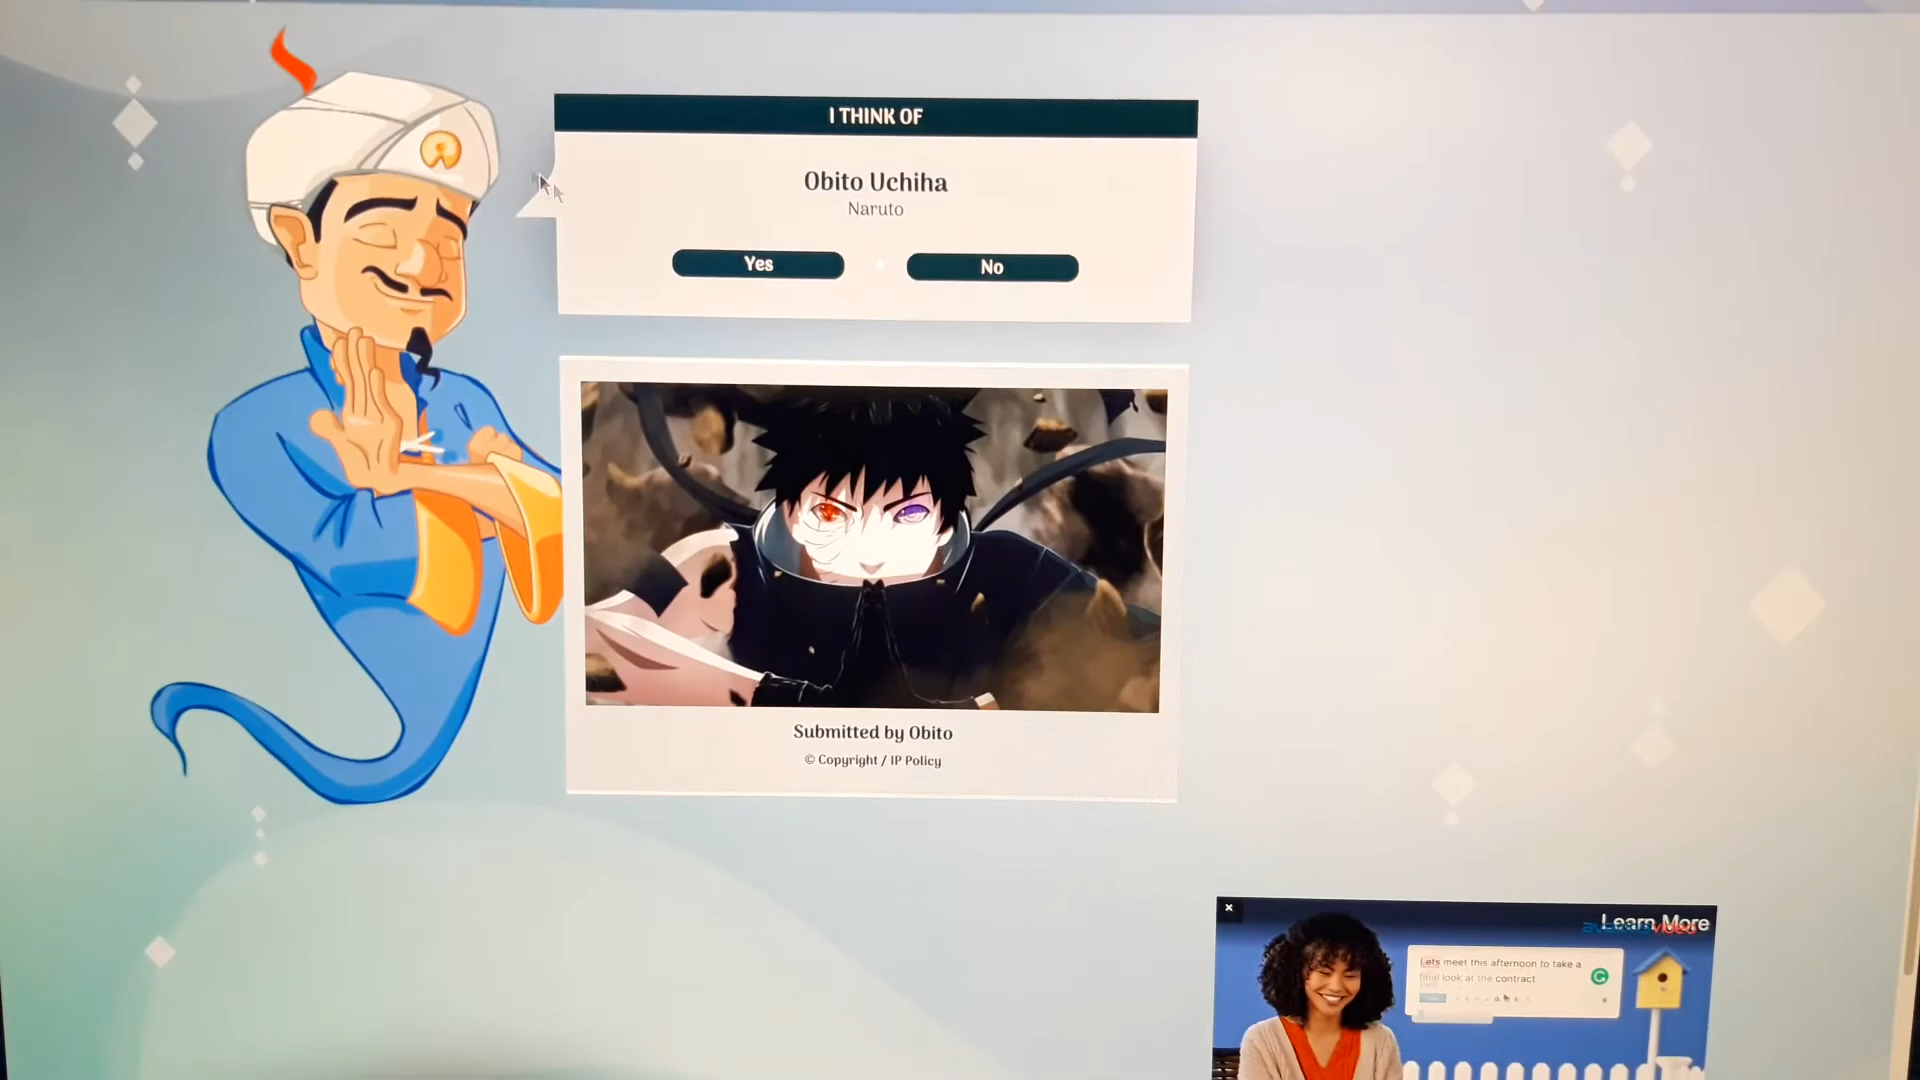 I THINK OF
Obito Uchiha
Naruto
Yes
No
Submitted by Obito
© Copyright / IP Policy
Learn More
Lets meet this afternoon to take a
final look at the contract.